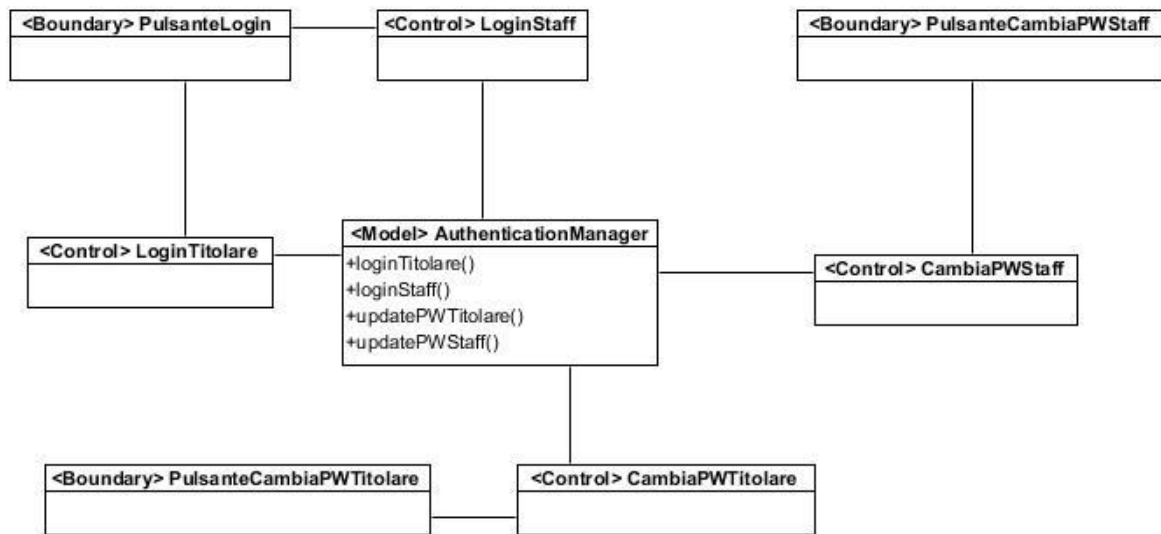 <Boundary> PulsanteLogin
<Control> LoginStaff
<Boundary> PulsanteCambiaPWStaff
<Control> LoginTitolare
<Model> AuthenticationManager
+loginTitolare()
+loginStaff()
+updatePWTitolare()
+updatePWStaff()
<Control> CambiaPWStaff
<Boundary> PulsanteCambiaPWTitolare
<Control> CambiaPWTitolare